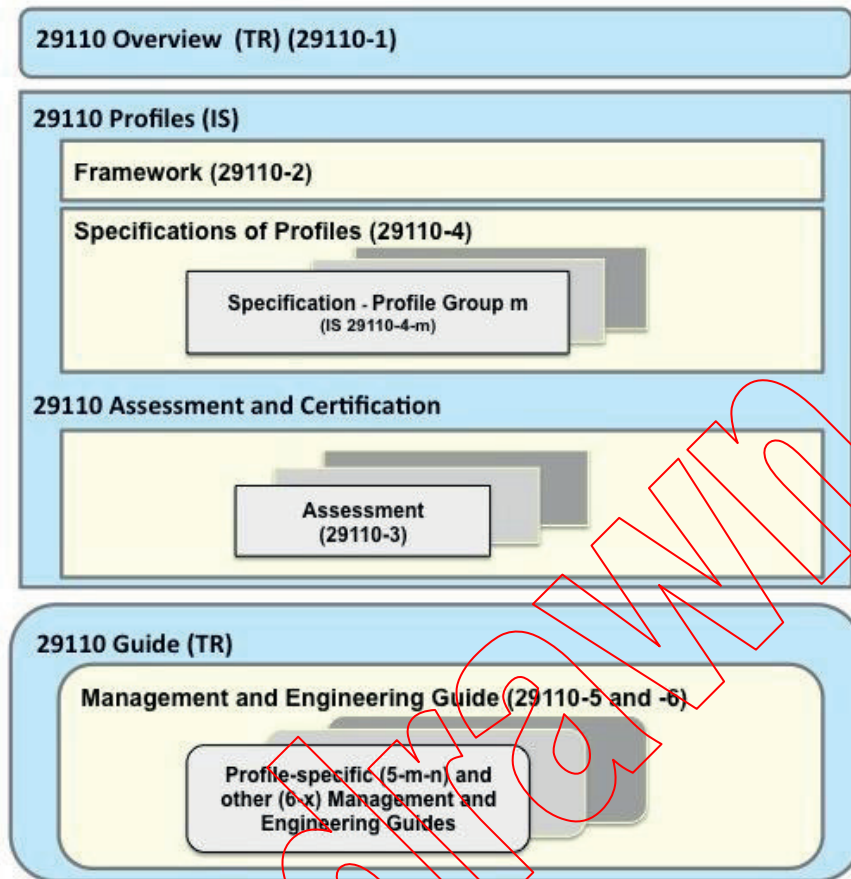 29110 Overview (TR) (29110-1)
29110 Profiles (IS)
Framework (29110-2)
Specifications of Profiles (29110-4)
Specification - Profile Group m
(IS 29110-4-m)
29110 Assessment and Certification
Assessment
(29110-3)
29110 Guide (TR)
Management and Engineering Guide (29110-5 and -6)
Profile-specific (5-m-n) and
other (6-x) Management and
Engineering Guides